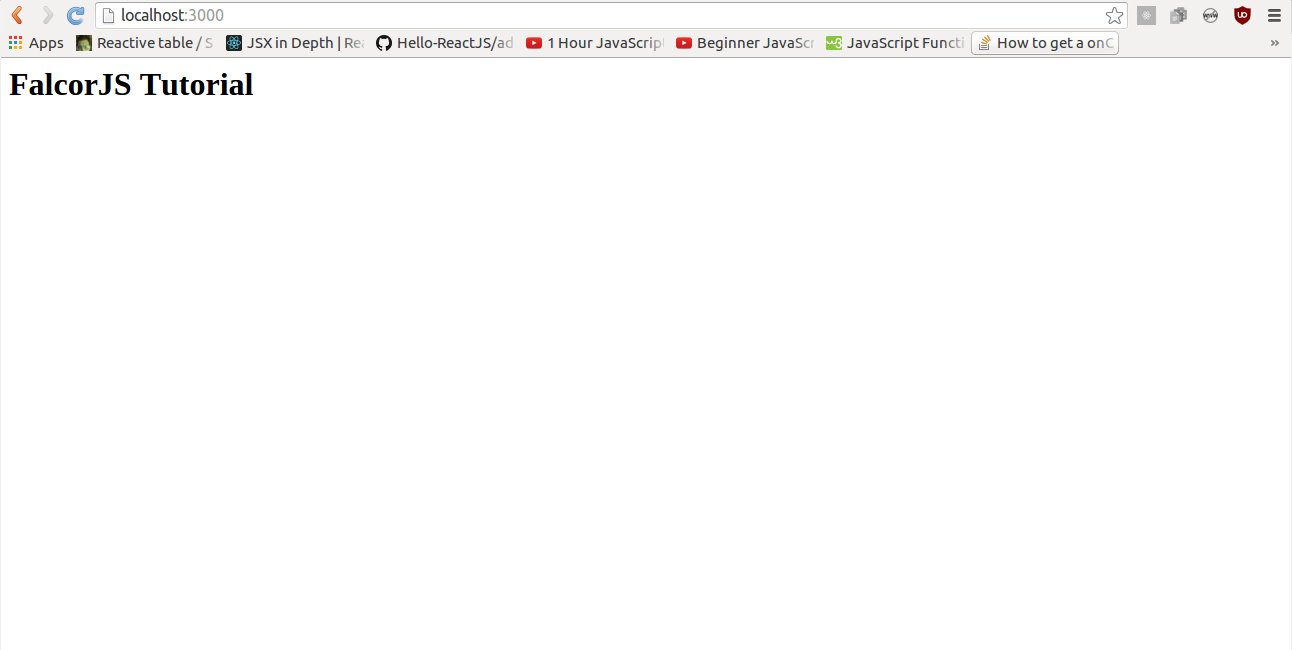 localhost:3000
Apps Reactive table / S JSX in Depth | Rea Hello-ReactJS/ad 1 Hour JavaScript Beginner JavaScr JavaScript Functi How to get a onC »
FalcorJS Tutorial